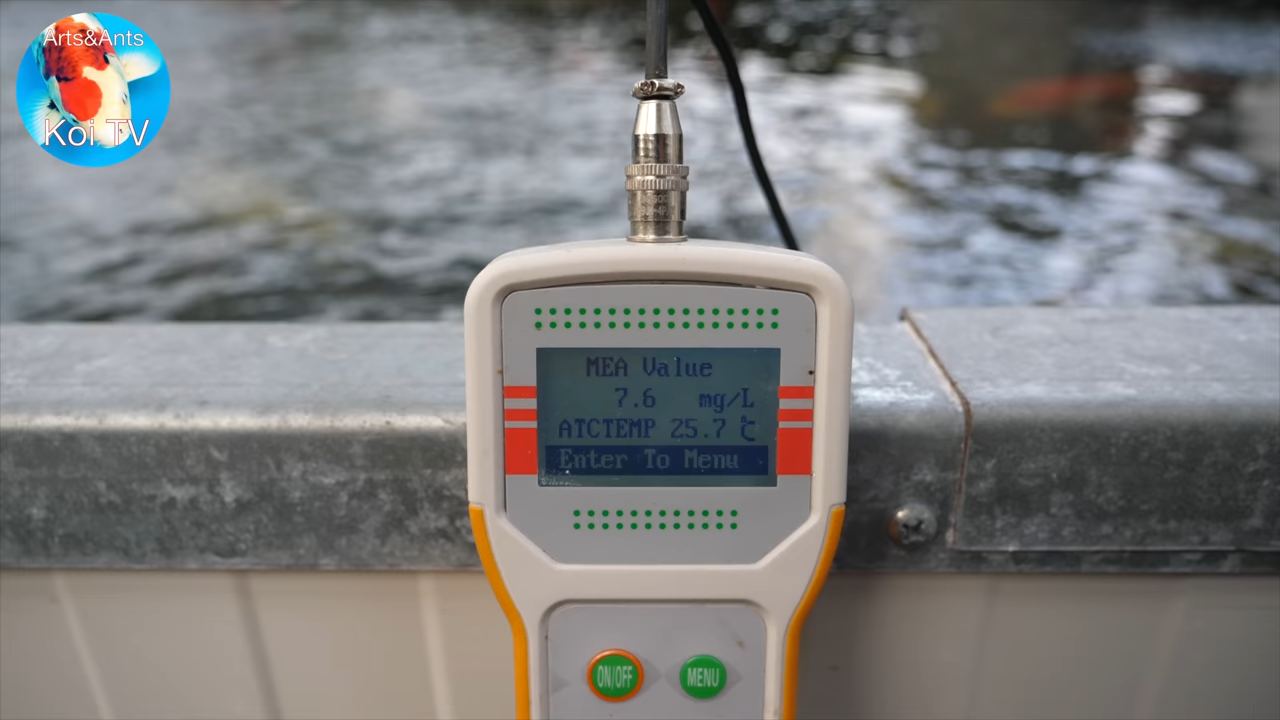 Arts&Ants
Koi TV
MEA Value
7.6 mg/L
ATCTEMP 25.7 ℃
Enter To Menu
ON/OFF
MENU